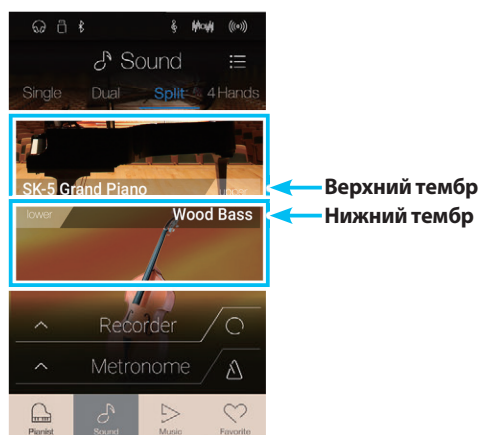 Sound
Single Dual Split 4 Hands
SK-5 Grand Piano upper
Верхний тембр
lower Wood Bass
Нижний тембр
Recorder
Metronome
Pianist Sound Music Favorite